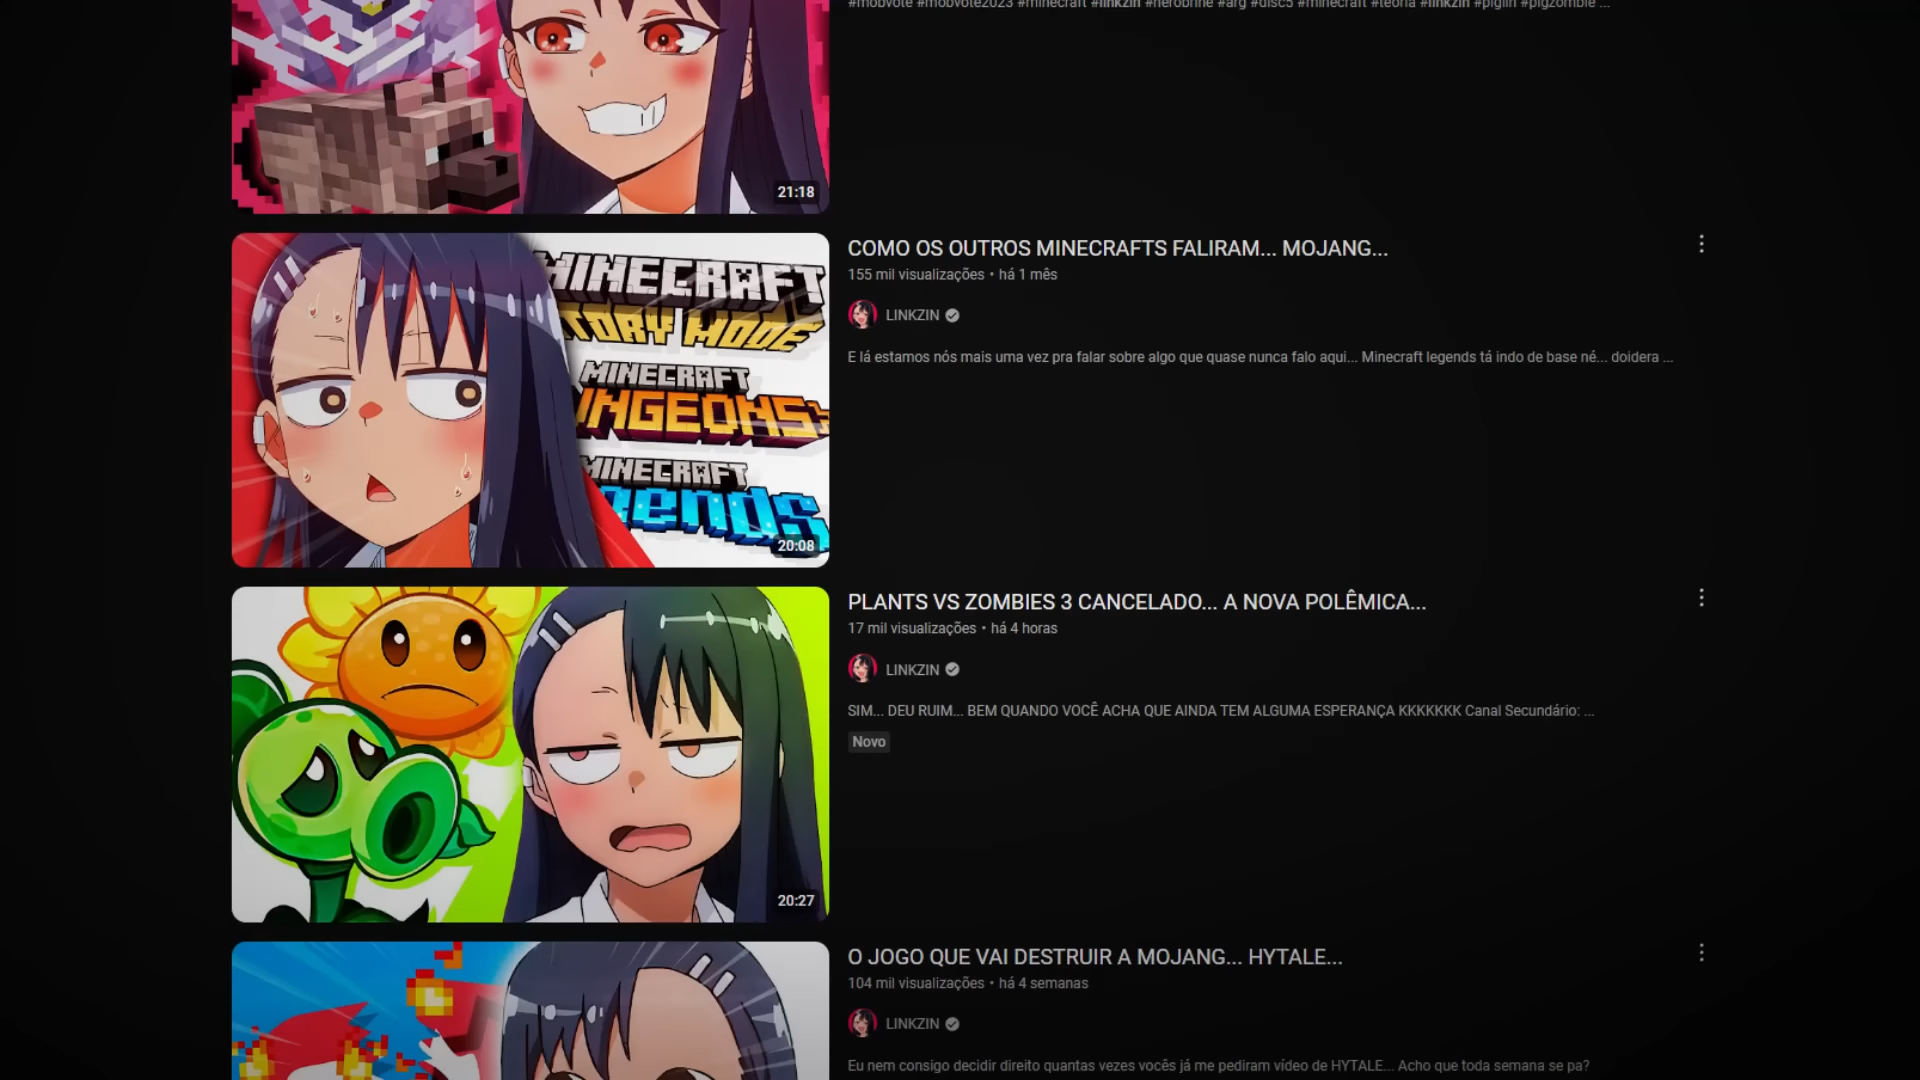 #mobvote #mobvote2023 #minecraft #linkzin #herobrine #arg #disc5 #minecraft #teoria #linkzin #piglin #pigzombie ...
21:18
MINECRAFT
TORY MODE
MINECRAFT
NGEONS
MINECRAFT
ends
20:08
COMO OS OUTROS MINECRAFTS FALIRAM... MOJANG...
155 mil visualizações • há 1 mês
LINKZIN
E lá estamos nós mais uma vez pra falar sobre algo que quase nunca falo aqui... Minecraft legends tá indo de base né... doidera ...
20:27
PLANTS VS ZOMBIES 3 CANCELADO... A NOVA POLÊMICA...
17 mil visualizações • há 4 horas
LINKZIN
SIM... DEU RUIM... BEM QUANDO VOCÊ ACHA QUE AINDA TEM ALGUMA ESPERANÇA KKKKKKK Canal Secundário: ...
Novo
O JOGO QUE VAI DESTRUIR A MOJANG... HYTALE...
104 mil visualizações • há 4 semanas
LINKZIN
Eu nem consigo decidir direito quantas vezes vocês já me pediram vídeo de HYTALE... Acho que toda semana se pa?